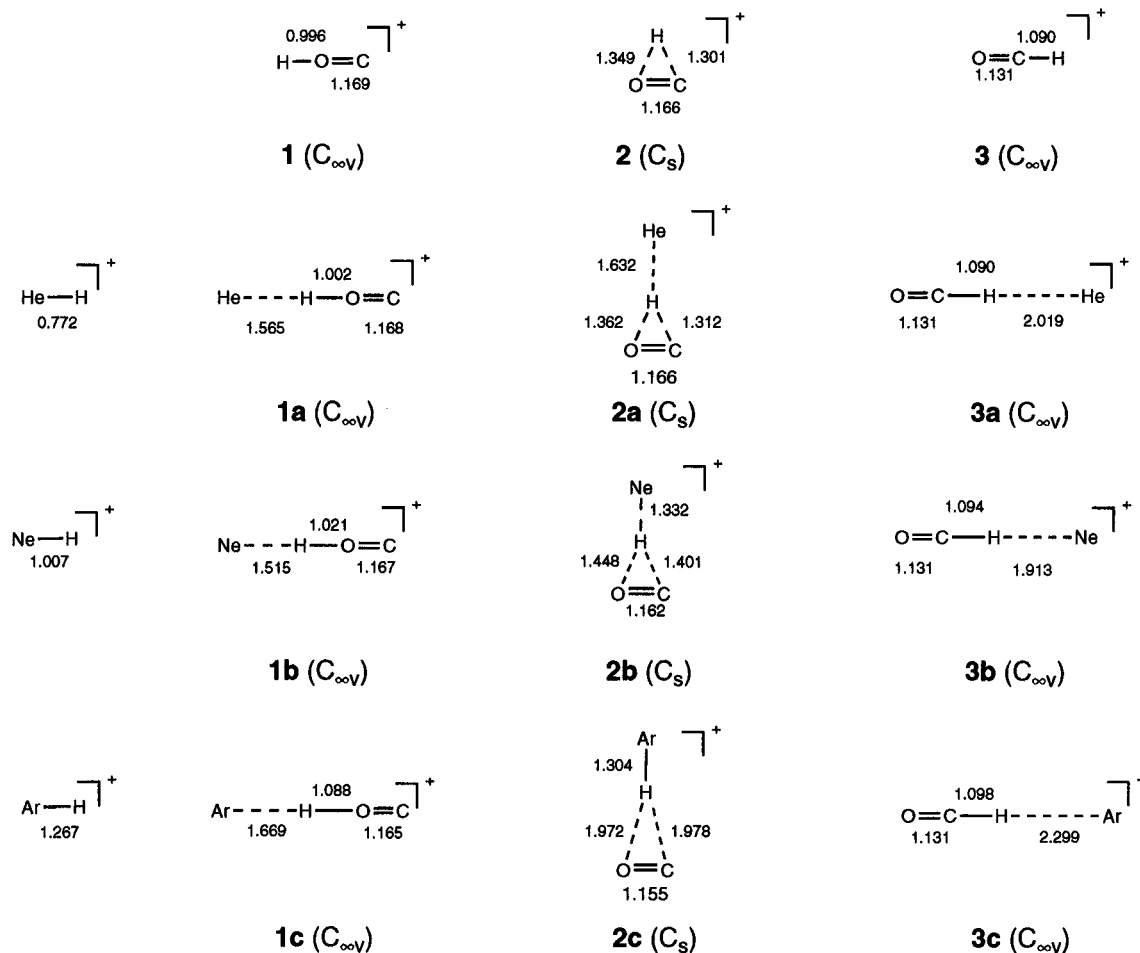 0.996
H—O=C ⁺
1.169
1 (C∞v)
H ⁺
1.349 1.301
O=C
1.166
2 (Cs)
1.090
O=C—H ⁺
1.131
3 (C∞v)
He—H ⁺
0.772
1.002
He---H—O=C ⁺
1.565 1.168
1a (C∞v)
He ⁺
1.632
H
1.362 1.312
O=C
1.166
2a (Cs)
1.090
O=C—H---He ⁺
1.131 2.019
3a (C∞v)
Ne—H ⁺
1.007
1.021
Ne---H—O=C ⁺
1.515 1.167
1b (C∞v)
Ne ⁺
1.332
H
1.448 1.401
O=C
1.162
2b (Cs)
1.094
O=C—H---Ne ⁺
1.131 1.913
3b (C∞v)
Ar—H ⁺
1.267
1.088
Ar---H—O=C ⁺
1.669 1.165
1c (C∞v)
Ar ⁺
1.304
H
1.972 1.978
O=C
1.155
2c (Cs)
1.098
O=C—H---Ar ⁺
1.131 2.299
3c (C∞v)